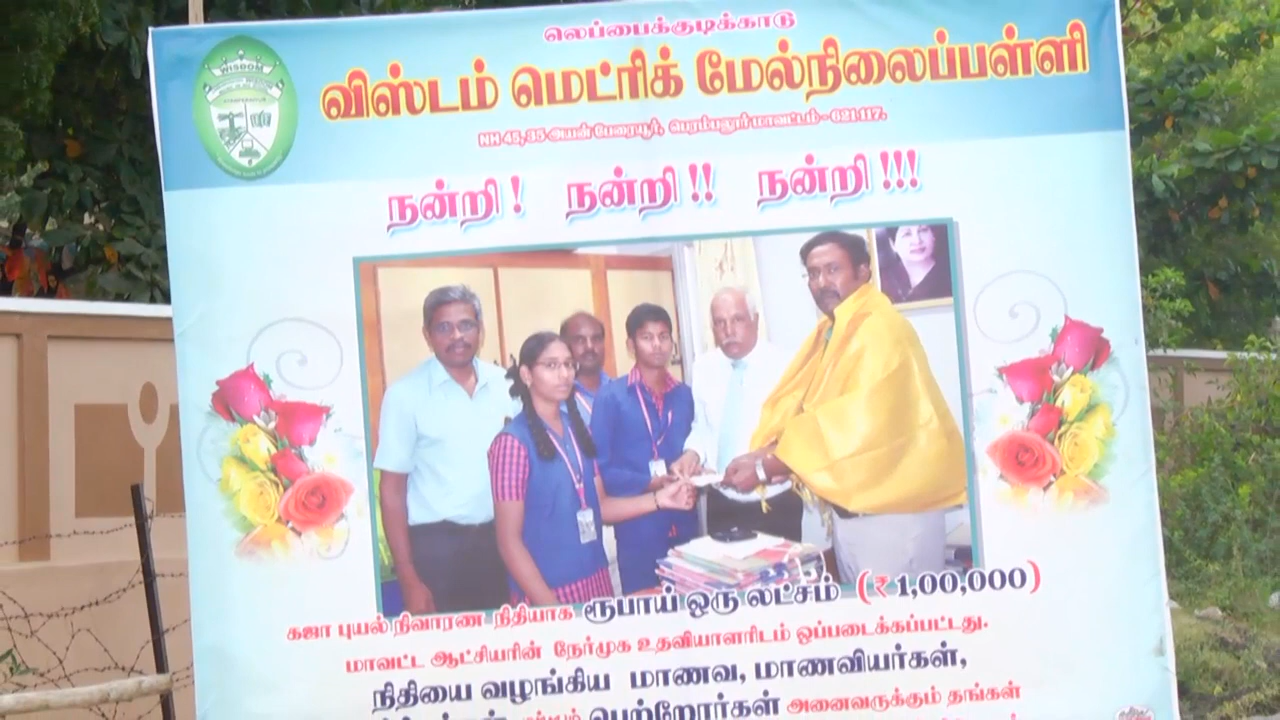 WISDOM
லெப்பைக்குடிக்காடு
விஸ்டம் மெட்ரிக் மேல்நிலைப்பள்ளி
NH 45,35 அயன் பேரையூர், பெரம்பலூர் மாவட்டம் - 621 117.
நன்றி ! நன்றி !! நன்றி !!!
கஜா புயல் நிவாரண நிதியாக ரூபாய் ஒரு லட்சம் (₹ 1,00,000)
மாவட்ட ஆட்சியரின் நேர்முக உதவியாளரிடம் ஒப்படைக்கப்பட்டது.
நிதியை வழங்கிய மாணவ, மாணவியர்கள்,
மற்றும் பெற்றோர்கள் அனைவருக்கும் தங்கள்